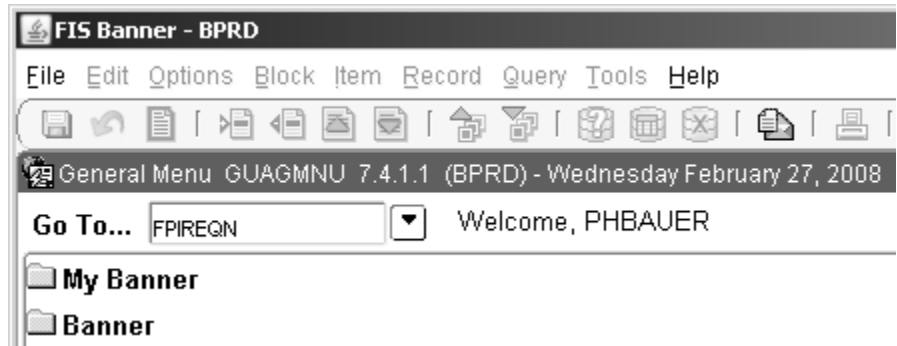 FIS Banner - BPRD
File Edit Options Block Item Record Query Tools Help
General Menu GUAGMNU 7.4.1.1 (BPRD) - Wednesday February 27, 2008
Go To... FPIREQN Welcome, PHBAUER
My Banner
Banner